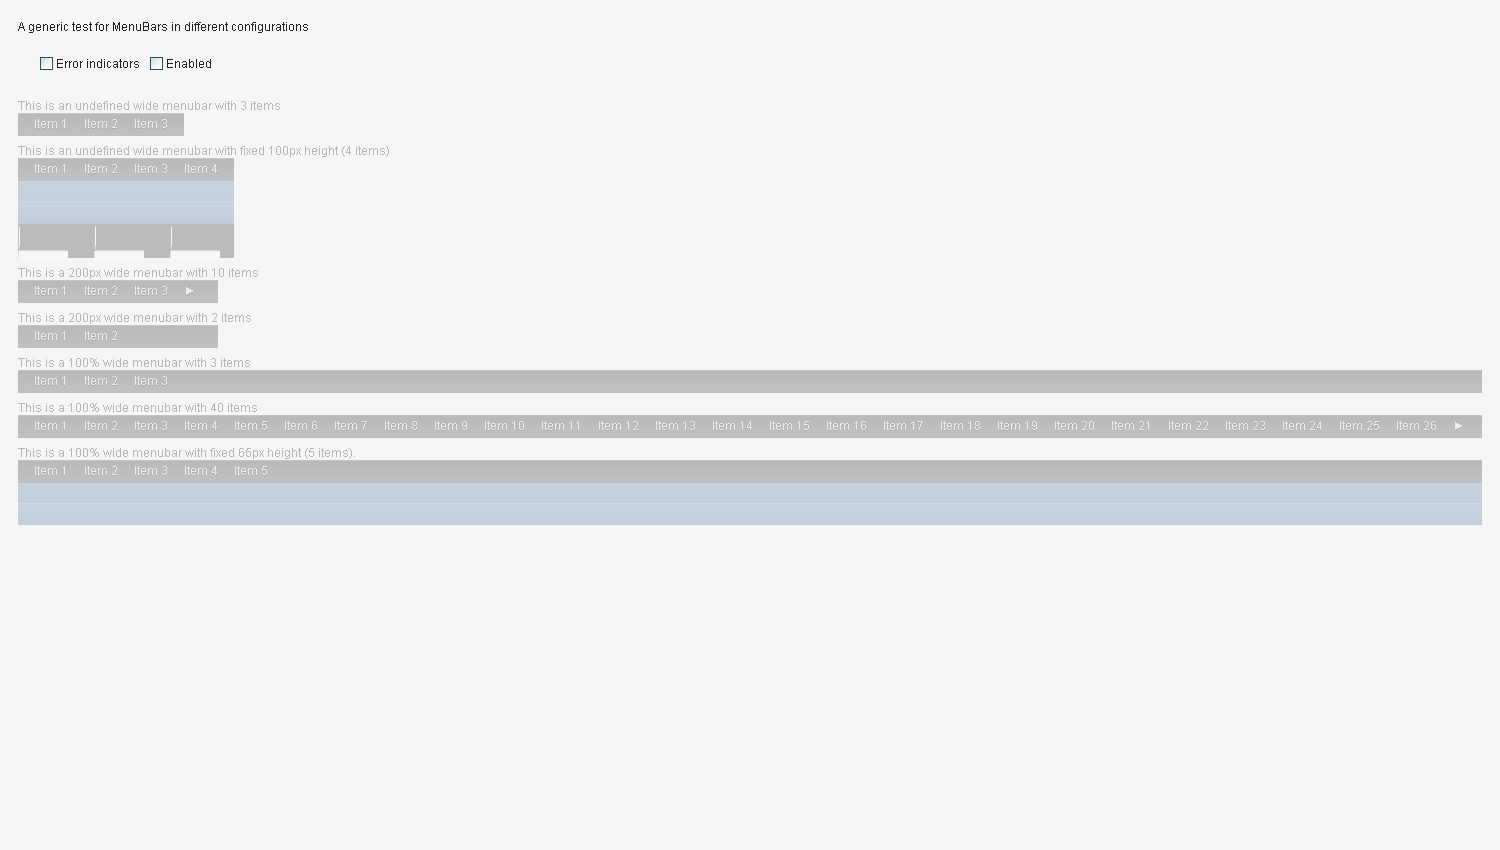 A generic test for MenuBars in different configurations
Error indicators Enabled
This is an undefined wide menubar with 3 items
Item 1 Item 2 Item 3
This is an undefined wide menubar with fixed 100px height (4 items)
Item 1 Item 2 Item 3 Item 4
This is a 200px wide menubar with 10 items
Item 1 Item 2 Item 3 ►
This is a 200px wide menubar with 2 items
Item 1 Item 2
This is a 100% wide menubar with 3 items
Item 1 Item 2 Item 3
This is a 100% wide menubar with 40 items
Item 1 Item 2 Item 3 Item 4 Item 5 Item 6 Item 7 Item 8 Item 9 Item 10 Item 11 Item 12 Item 13 Item 14 Item 15 Item 16 Item 17 Item 18 Item 19 Item 20 Item 21 Item 22 Item 23 Item 24 Item 25 Item 26 ►
This is a 100% wide menubar with fixed 65px height (5 items).
Item 1 Item 2 Item 3 Item 4 Item 5